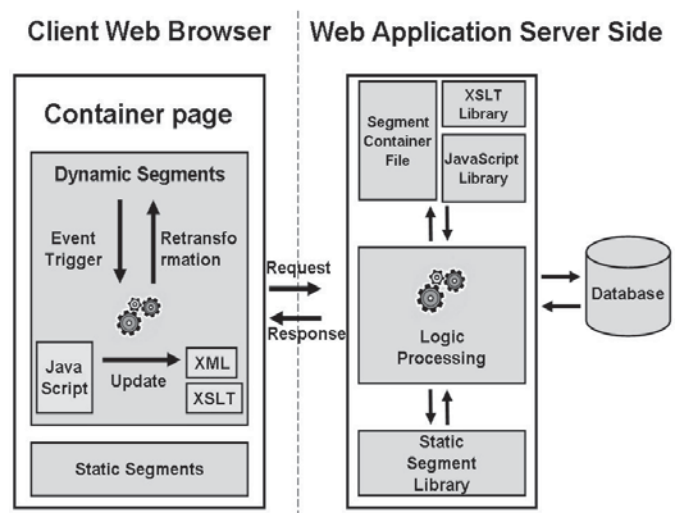 Client Web Browser
Web Application Server Side
Container page
Dynamic Segments
Event
Trigger
Retransfo
rmation
Java
Script
Update
XML
XSLT
Static Segments
Request
Response
Segment
Container
File
XSLT
Library
JavaScript
Library
Logic
Processing
Static
Segment
Library
Database